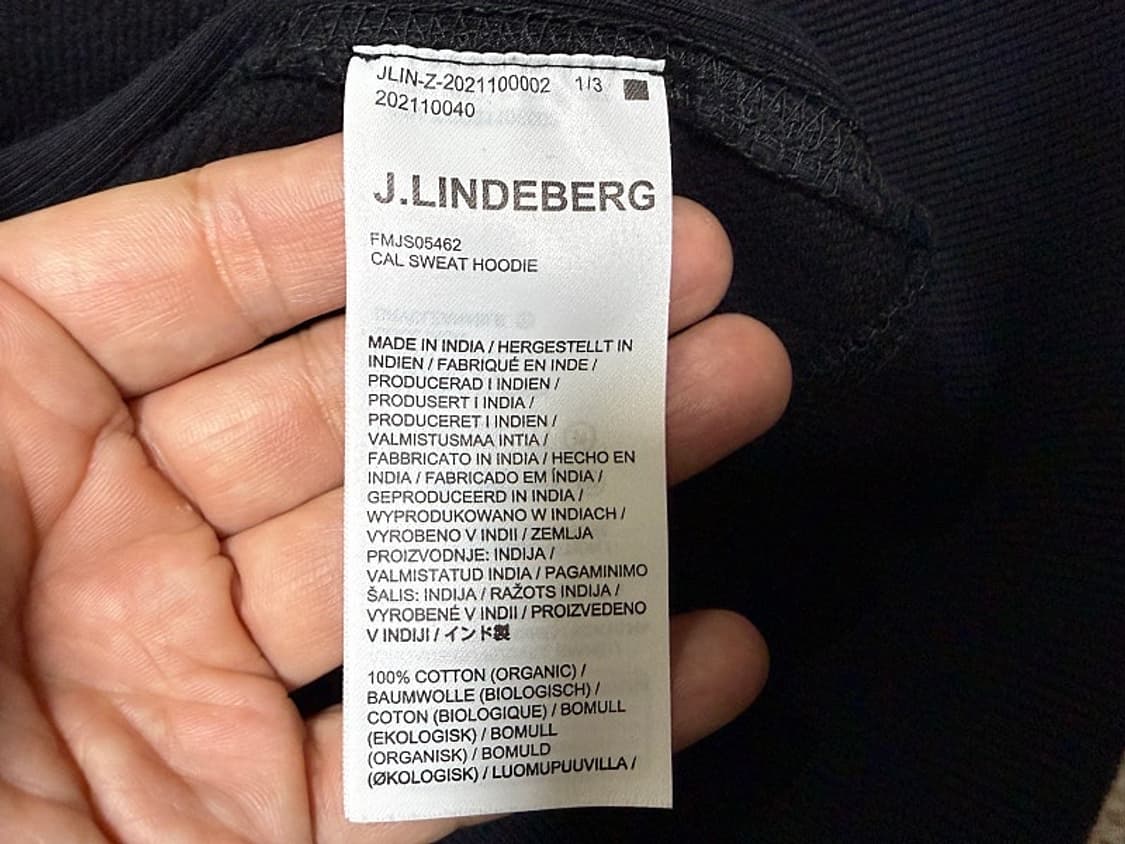 JLIN-Z-2021100002 1/3
202110040
J.LINDEBERG
FMJS05462
CAL SWEAT HOODIE
MADE IN INDIA / HERGESTELLT IN
INDIEN / FABRIQUÉ EN INDE /
PRODUCERAD I INDIEN /
PRODUSERT I INDIA /
PRODUCERET I INDIEN /
VALMISTUSMAA INTIA /
FABBRICATO IN INDIA / HECHO EN
INDIA / FABRICADO EM ÍNDIA /
GEPRODUCEERD IN INDIA /
WYPRODUKOWANO W INDIACH /
VYROBENO V INDII / ZEMLJA
PROIZVODNJE: INDIJA /
VALMISTATUD INDIA / PAGAMINIMO
ŠALIS: INDIJA / RAŽOTS INDIJA /
VYROBENÉ V INDII / PROIZVEDENO
V INDIJI / インド製
100% COTTON (ORGANIC) /
BAUMWOLLE (BIOLOGISCH) /
COTON (BIOLOGIQUE) / BOMULL
(EKOLOGISK) / BOMULL
(ORGANISK) / BOMULD
(ØKOLOGISK) / LUOMUPUUVILLA /